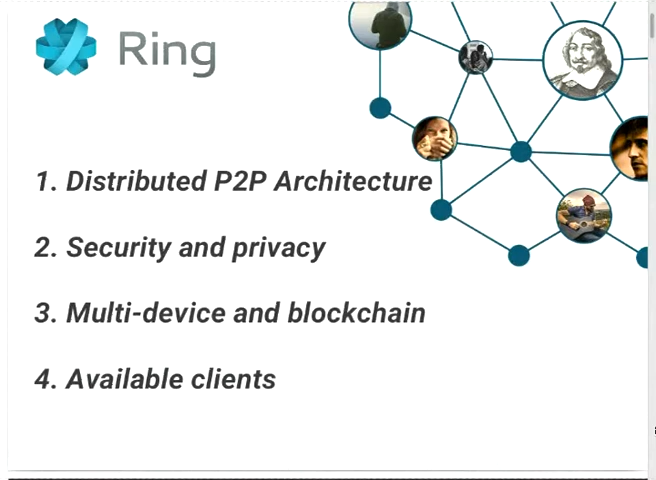 Ring
1. Distributed P2P Architecture
2. Security and privacy
3. Multi-device and blockchain
4. Available clients